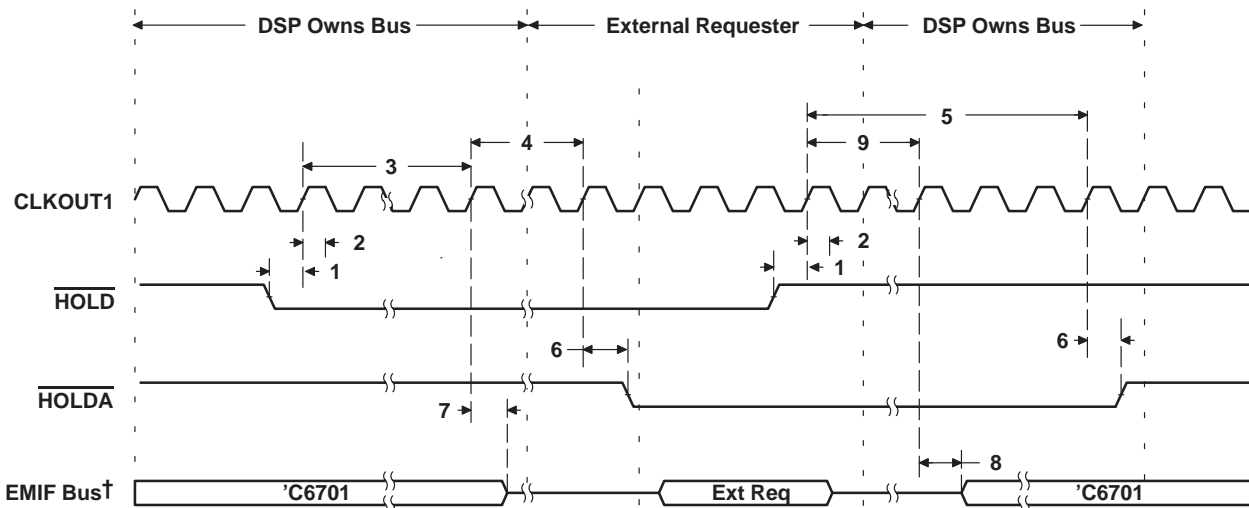 DSP Owns Bus External Requester DSP Owns Bus
5
4 9
3
CLKOUT1
2 2
1 1
HOLD
6 6
HOLDA
7
8
EMIF Bus† 'C6701 Ext Req 'C6701